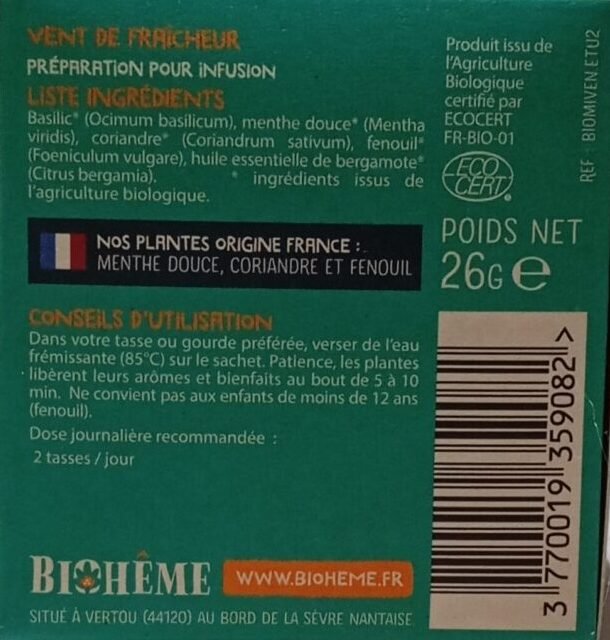 VENT DE FRAÎCHEUR
PRÉPARATION POUR INFUSION
LISTE INGRÉDIENTS
Basilic* (Ocimum basilicum), menthe douce* (Mentha
viridis), coriandre* (Coriandrum sativum), fenouil*
(Foeniculum vulgare), huile essentielle de bergamote*
(Citrus bergamia). * ingrédients issus de
l'agriculture biologique.
NOS PLANTES ORIGINE FRANCE :
MENTHE DOUCE, CORIANDRE ET FENOUIL
CONSEILS D'UTILISATION
Dans votre tasse ou gourde préférée, verser de l'eau
frémissante (85°C) sur le sachet. Patience, les plantes
libèrent leurs arômes et bienfaits au bout de 5 à 10
min. Ne convient pas aux enfants de moins de 12 ans
(fenouil).
Dose journalière recommandée :
2 tasses / jour
BIOHÊME
WWW.BIOHEME.FR
SITUÉ À VERTOU (44120) AU BORD DE LA SÈVRE NANTAISE
Produit issu de
l'Agriculture
Biologique
certifié par
ECOCERT
FR-BIO-01
ECO
CERT
POIDS NET
26G e
REF BIOMIVEN ETU2
3 770019 359082 >